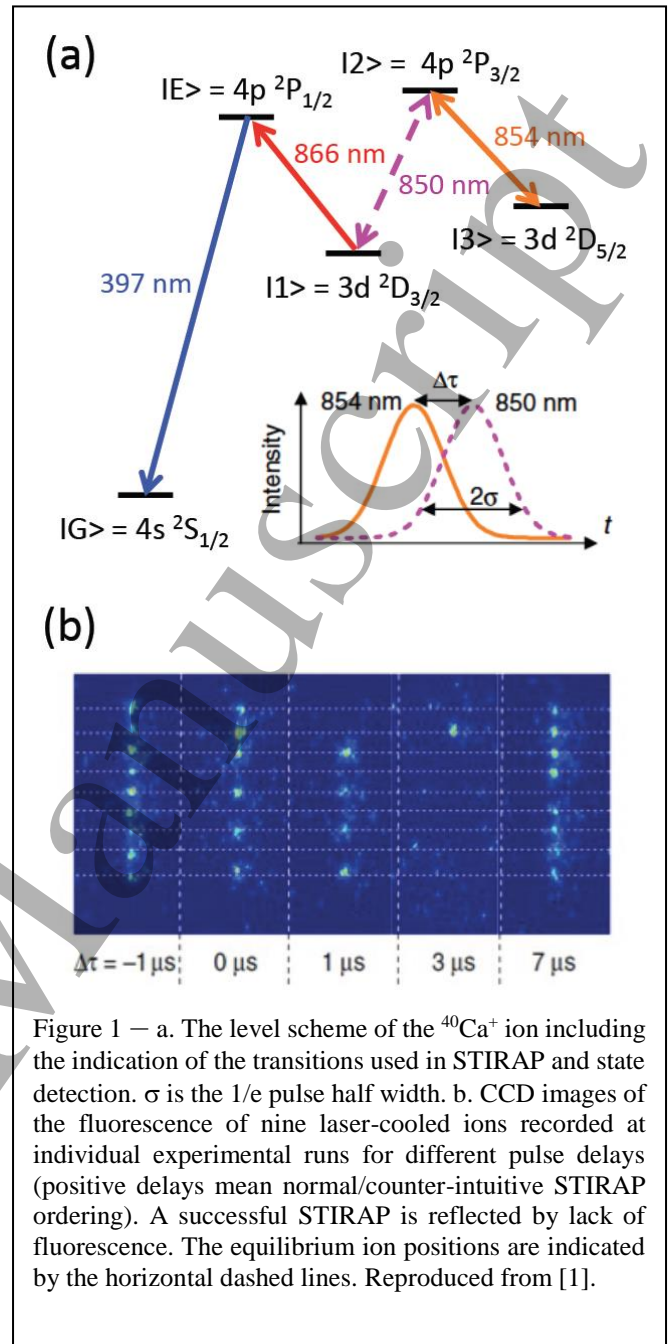 (a)
I2> = 4p ²P₃/₂
IE> = 4p ²P₁/₂
866 nm
854 nm
850 nm
I3> = 3d ²D₅/₂
I1> = 3d ²D₃/₂
397 nm
Δτ
854 nm
850 nm
Intensity
2σ
t
IG> = 4s ²S₁/₂
(b)
Δτ = −1 μs
0 μs
1 μs
3 μs
7 μs
Figure 1 − a. The level scheme of the ⁴⁰Ca⁺ ion including
the indication of the transitions used in STIRAP and state
detection. σ is the 1/e pulse half width. b. CCD images of
the fluorescence of nine laser-cooled ions recorded at
individual experimental runs for different pulse delays
(positive delays mean normal/counter-intuitive STIRAP
ordering). A successful STIRAP is reflected by lack of
fluorescence. The equilibrium ion positions are indicated
by the horizontal dashed lines. Reproduced from [1].
Manuscript